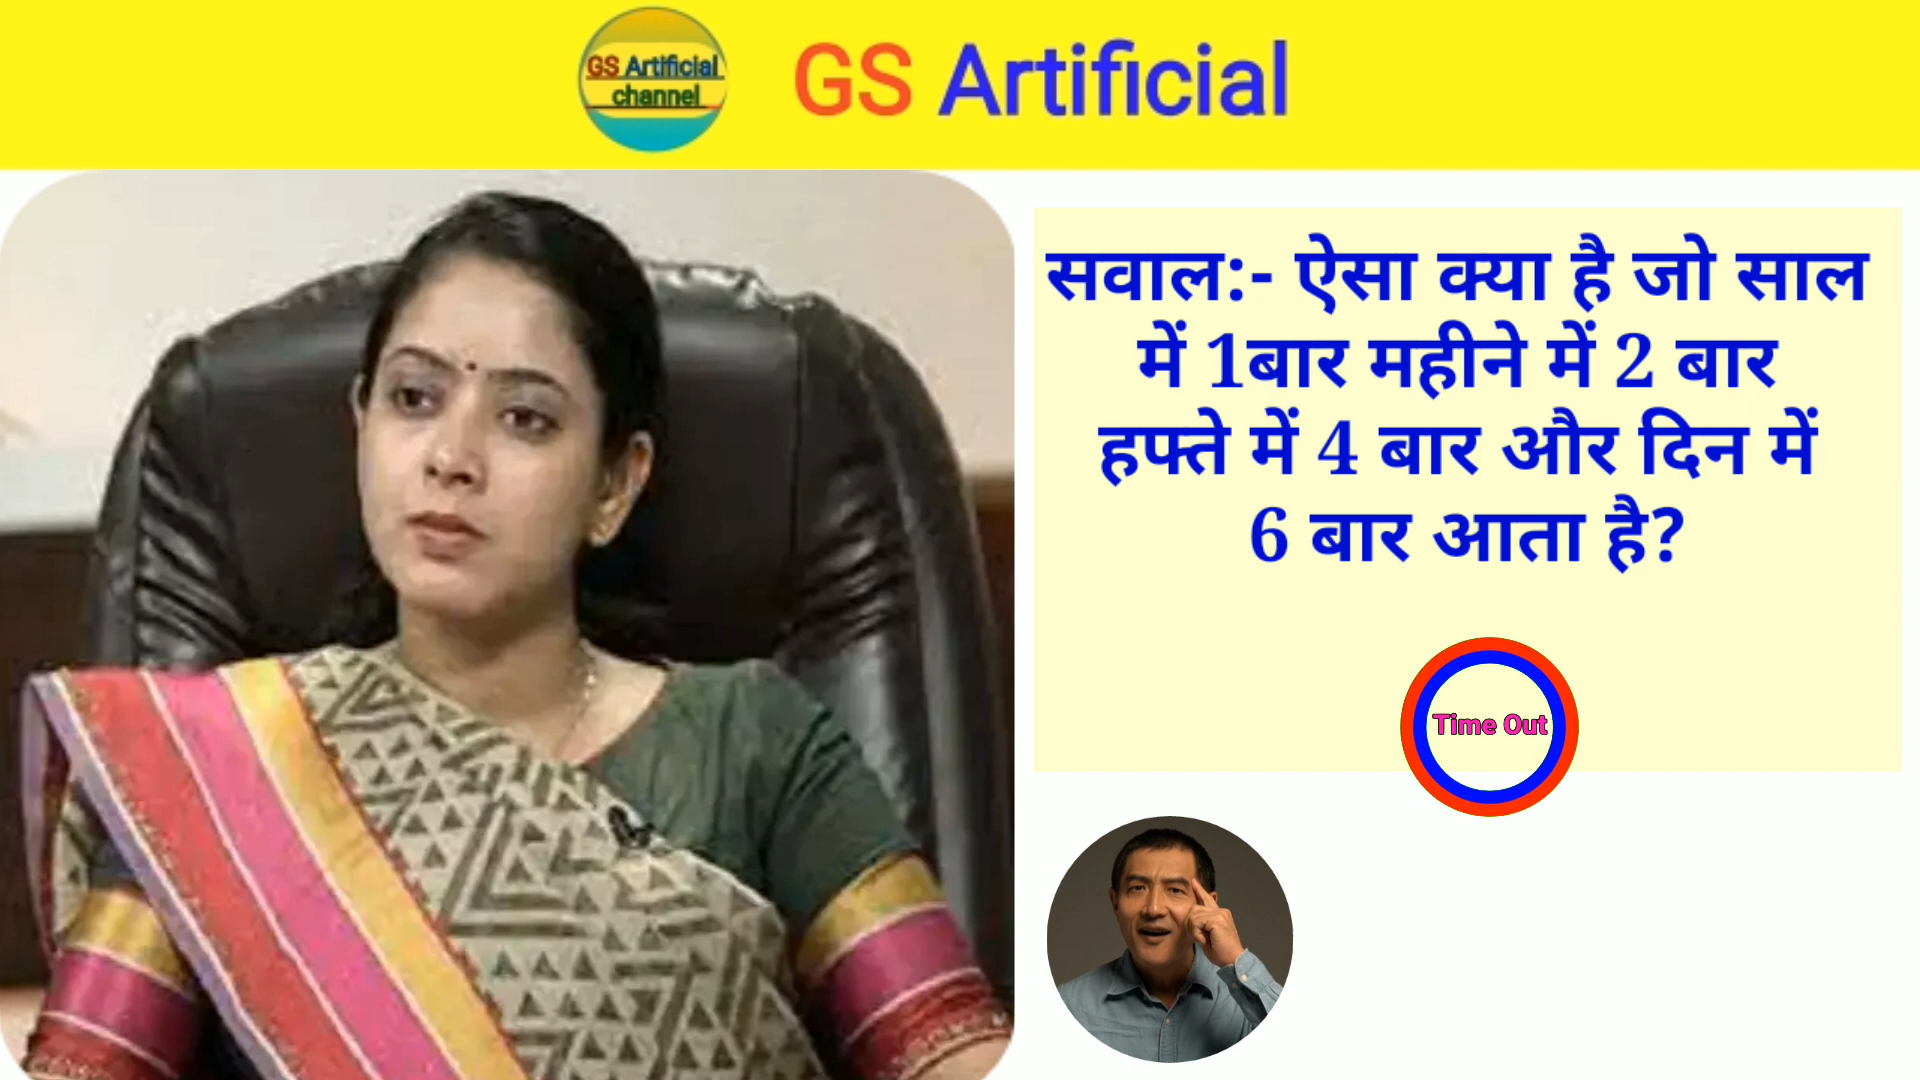 GS Artificial
channel
GS Artificial
सवाल:- ऐसा क्या है जो साल
में 1बार महीने में 2 बार
हफ्ते में 4 बार और दिन में
6 बार आता है?
Time Out